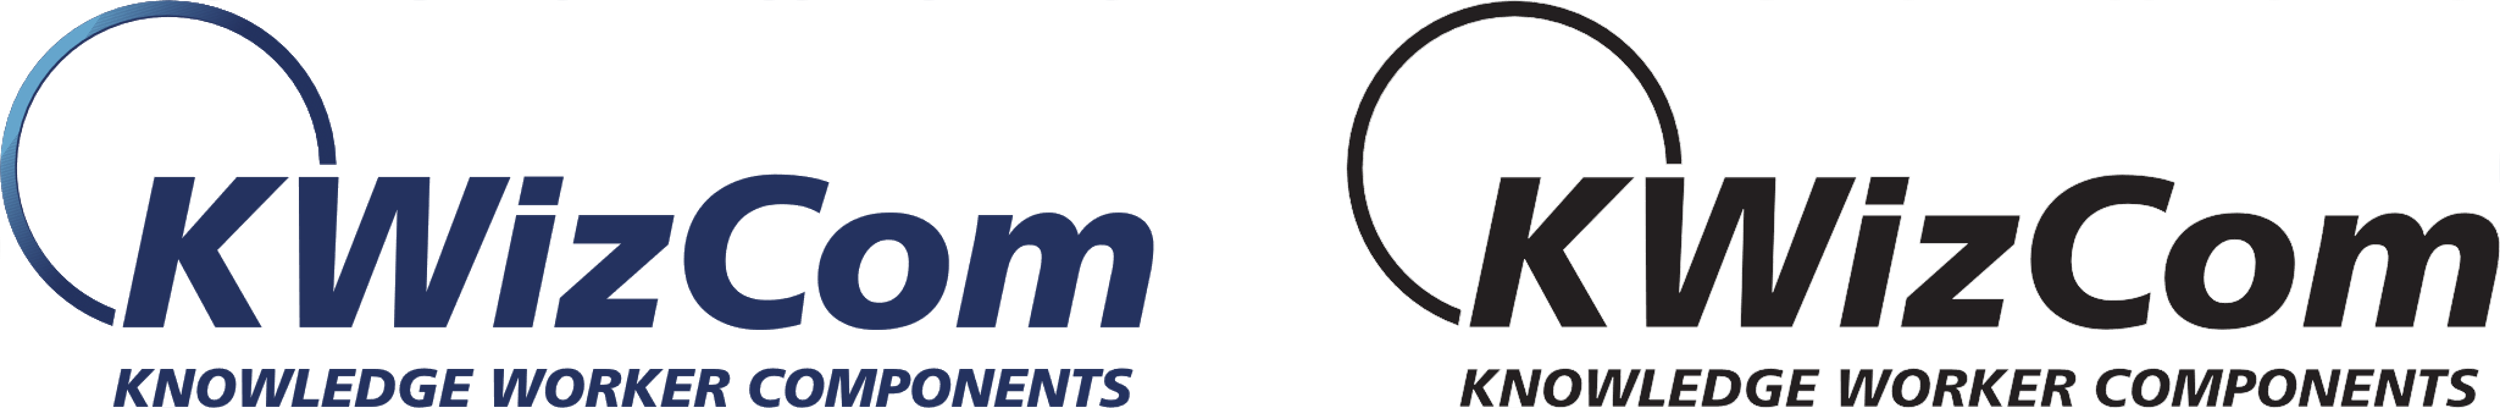 KWizCom
KNOWLEDGE WORKER COMPONENTS
KWizCom
KNOWLEDGE WORKER COMPONENTS